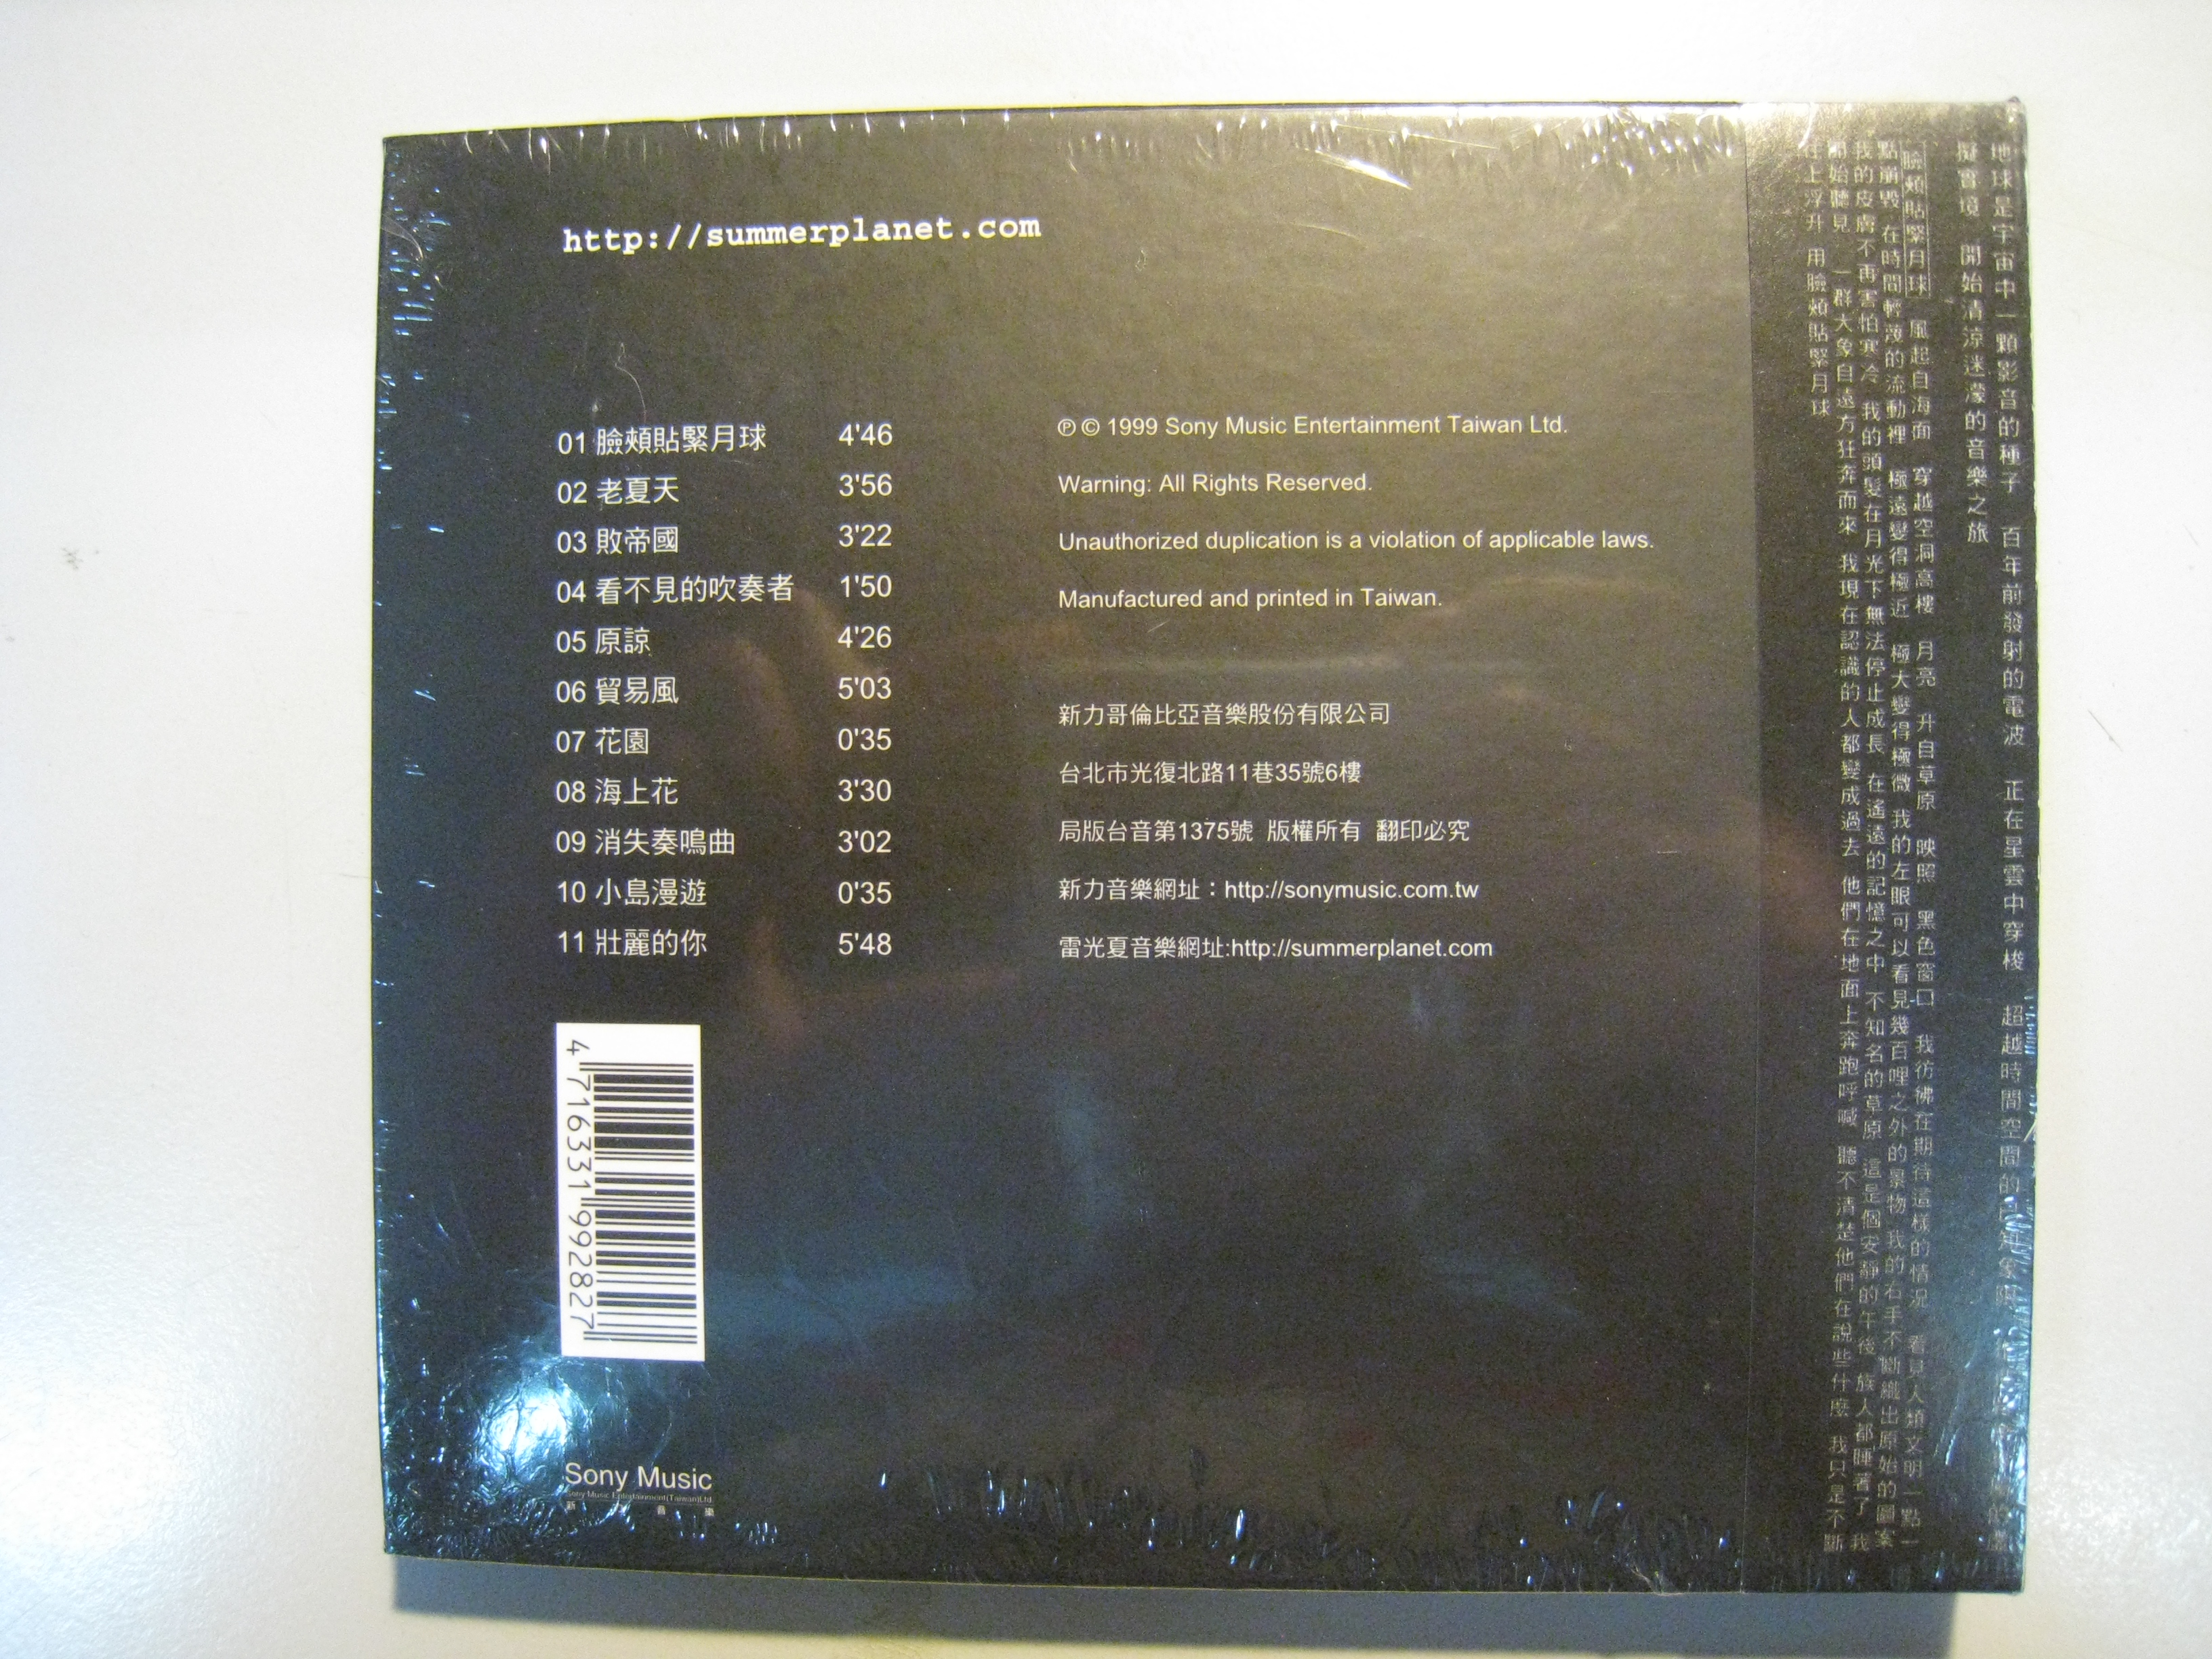 http://summerplanet.com
01 臉頰貼緊月球 4'46
02 老夏天 3'56
03 敗帝國 3'22
04 看不見的吹奏者 1'50
05 原諒 4'26
06 貿易風 5'03
07 花園 0'35
08 海上花 3'30
09 消失奏鳴曲 3'02
10 小島漫遊 0'35
11 壯麗的你 5'48
℗ © 1999 Sony Music Entertainment Taiwan Ltd.
Warning: All Rights Reserved.
Unauthorized duplication is a violation of applicable laws.
Manufactured and printed in Taiwan.
新力哥倫比亞音樂股份有限公司
台北市光復北路11巷35號6樓
局版台音第1375號 版權所有 翻印必究
新力音樂網址：http://sonymusic.com.tw
雷光夏音樂網址:http://summerplanet.com
4 716331 992827
Sony Music
Sony Music Entertainment(Taiwan)Ltd.
地球是宇宙中一顆影音的種子 百年前發射的電波 正在星雲中穿梭 超越時間空間的已知象限
擬實境 開始清涼迷濛的音樂之旅
臉頰貼緊月球 風起自海面 穿越空洞高樓 月亮 升自草原 映照 黑色窗口 我彷彿在期待這樣的情況 看見人類文明一點一
點崩毀 在時間輕蔑的流動裡 極遠變得極近 極大變得極微 我的左眼可以看見幾百哩之外的景物 我的右手不斷織出原始的圖案
我的皮膚不再害怕寒冷 我的頭髮在月光下無法停止成長 在遙遠的記憶之中 不知名的草原 這是個安靜的午後 族人都睡著了 我
開始聽見 一群大象自遠方狂奔而來 我現在認識的人都變成過去 他們在地面上奔跑呼喊 聽不清楚他們在說些什麼 我只是不斷
往上浮升 用臉頰貼緊月球